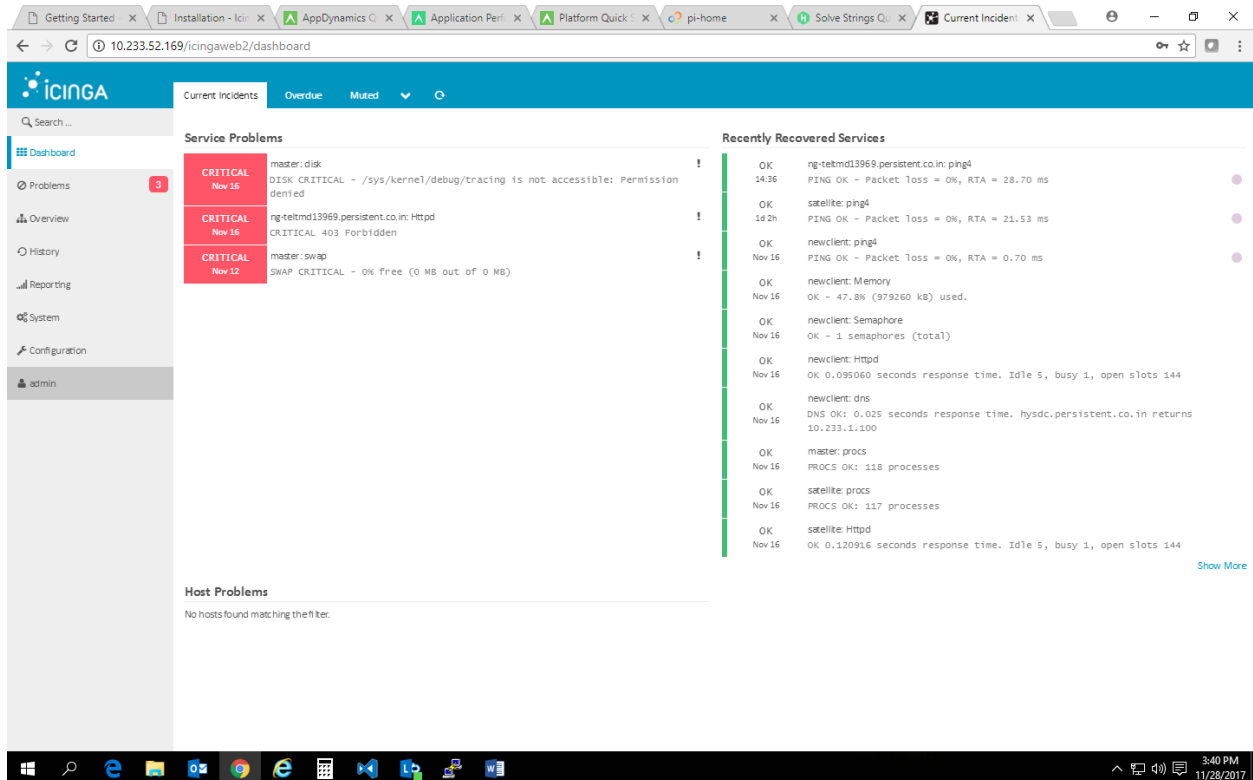 Getting Started -
Installation - Icin
AppDynamics Q
Application Perfo
Platform Quick S
pi-home
Solve Strings Qu
Current Incident
10.233.52.169/icingaweb2/dashboard
ICINGA
Current Incidents
Overdue
Muted
Search ...
Dashboard
Problems
3
Overview
History
Reporting
System
Configuration
admin
Service Problems
CRITICAL
Nov 16
master: disk
DISK CRITICAL - /sys/kernel/debug/tracing is not accessible: Permission
denied
!
CRITICAL
Nov 16
ng-teltmd13969.persistent.co.in: Httpd
CRITICAL 403 Forbidden
!
CRITICAL
Nov 12
master: swap
SWAP CRITICAL - 0% free (0 MB out of 0 MB)
!
Recently Recovered Services
OK
14:36
ng-teltmd13969.persistent.co.in: ping4
PING OK - Packet loss = 0%, RTA = 28.70 ms
OK
1d 2h
satellite: ping4
PING OK - Packet loss = 0%, RTA = 21.53 ms
OK
Nov 16
newclient: ping4
PING OK - Packet loss = 0%, RTA = 0.70 ms
OK
Nov 16
newclient: Memory
OK - 47.8% (979260 kB) used.
OK
Nov 16
newclient: Semaphore
OK - 1 semaphores (total)
OK
Nov 16
newclient: Httpd
OK 0.095060 seconds response time. Idle 5, busy 1, open slots 144
OK
Nov 16
newclient: dns
DNS OK: 0.025 seconds response time. hysdc.persistent.co.in returns
10.233.1.100
OK
Nov 16
master: procs
PROCS OK: 118 processes
OK
Nov 16
satellite: procs
PROCS OK: 117 processes
OK
Nov 16
satellite: Httpd
OK 0.120916 seconds response time. Idle 5, busy 1, open slots 144
Show More
Host Problems
No hosts found matching the filter.
3:40 PM
11/28/2017